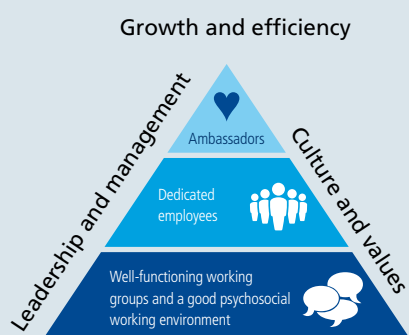 Growth and efficiency
Leadership and management
Culture and values
Ambassadors
Dedicated
employees
Well-functioning working
groups and a good psychosocial
working environment